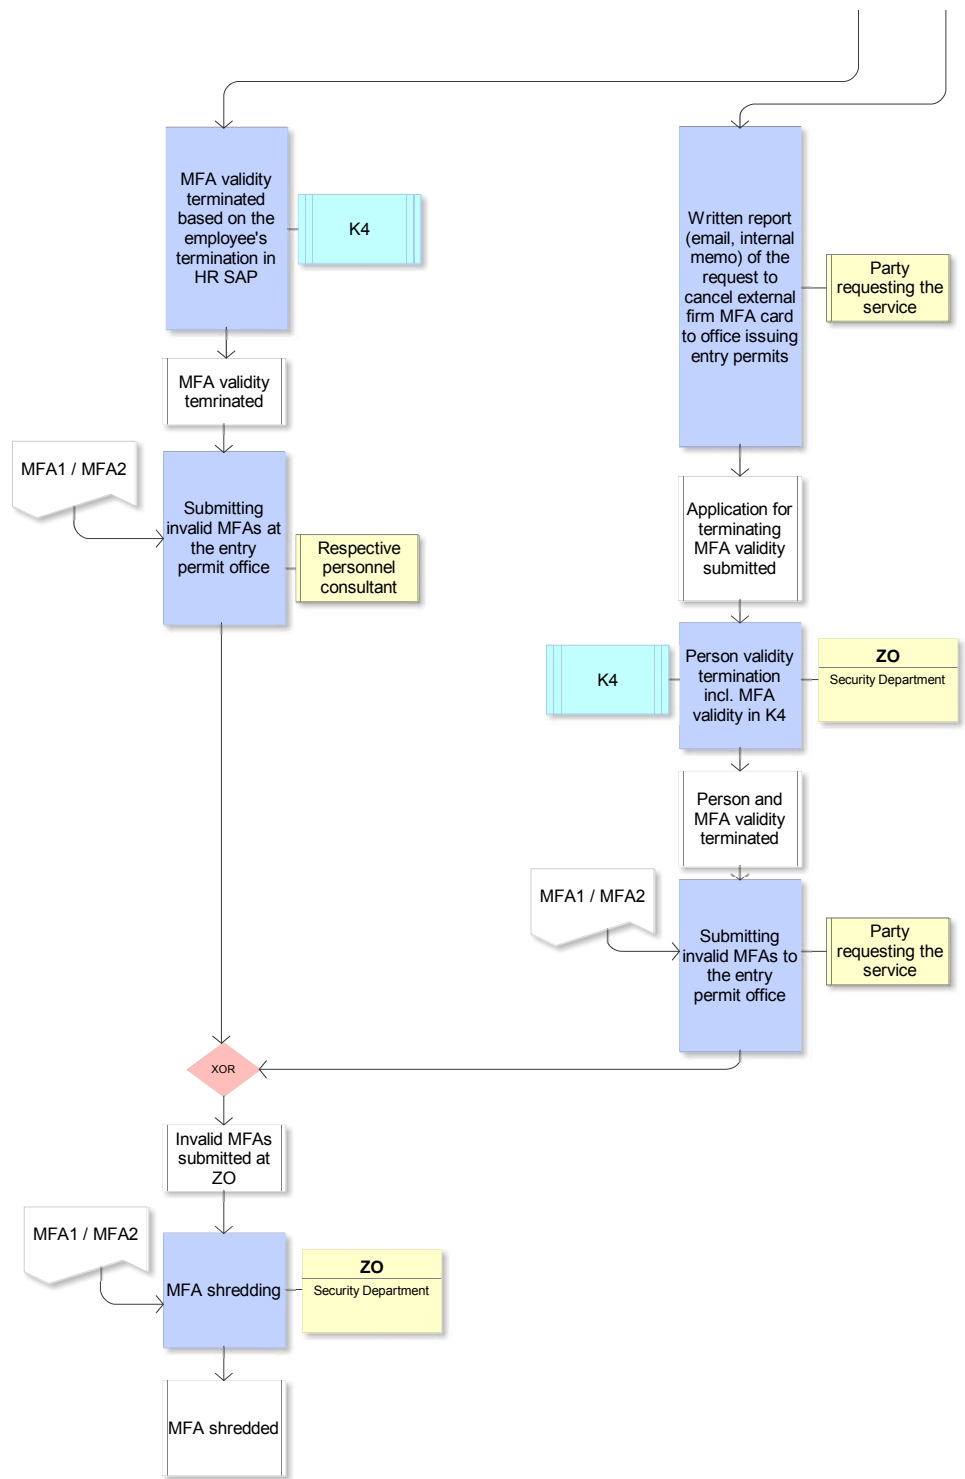 MFA validity
terminated
based on the
employee's
termination in
HR SAP
K4
Written report
(email, internal
memo) of the
request to
cancel external
firm MFA card
to office issuing
entry permits
Party
requesting the
service
MFA validity
temrinated
MFA1 / MFA2
Submitting
invalid MFAs at
the entry
permit office
Respective
personnel
consultant
Application for
terminating
MFA validity
submitted
K4
Person validity
termination
incl. MFA
validity in K4
ZO
Security Department
Person and
MFA validity
terminated
MFA1 / MFA2
Submitting
invalid MFAs to
the entry
permit office
Party
requesting the
service
XOR
Invalid MFAs
submitted at
ZO
MFA1 / MFA2
MFA shredding
ZO
Security Department
MFA shredded